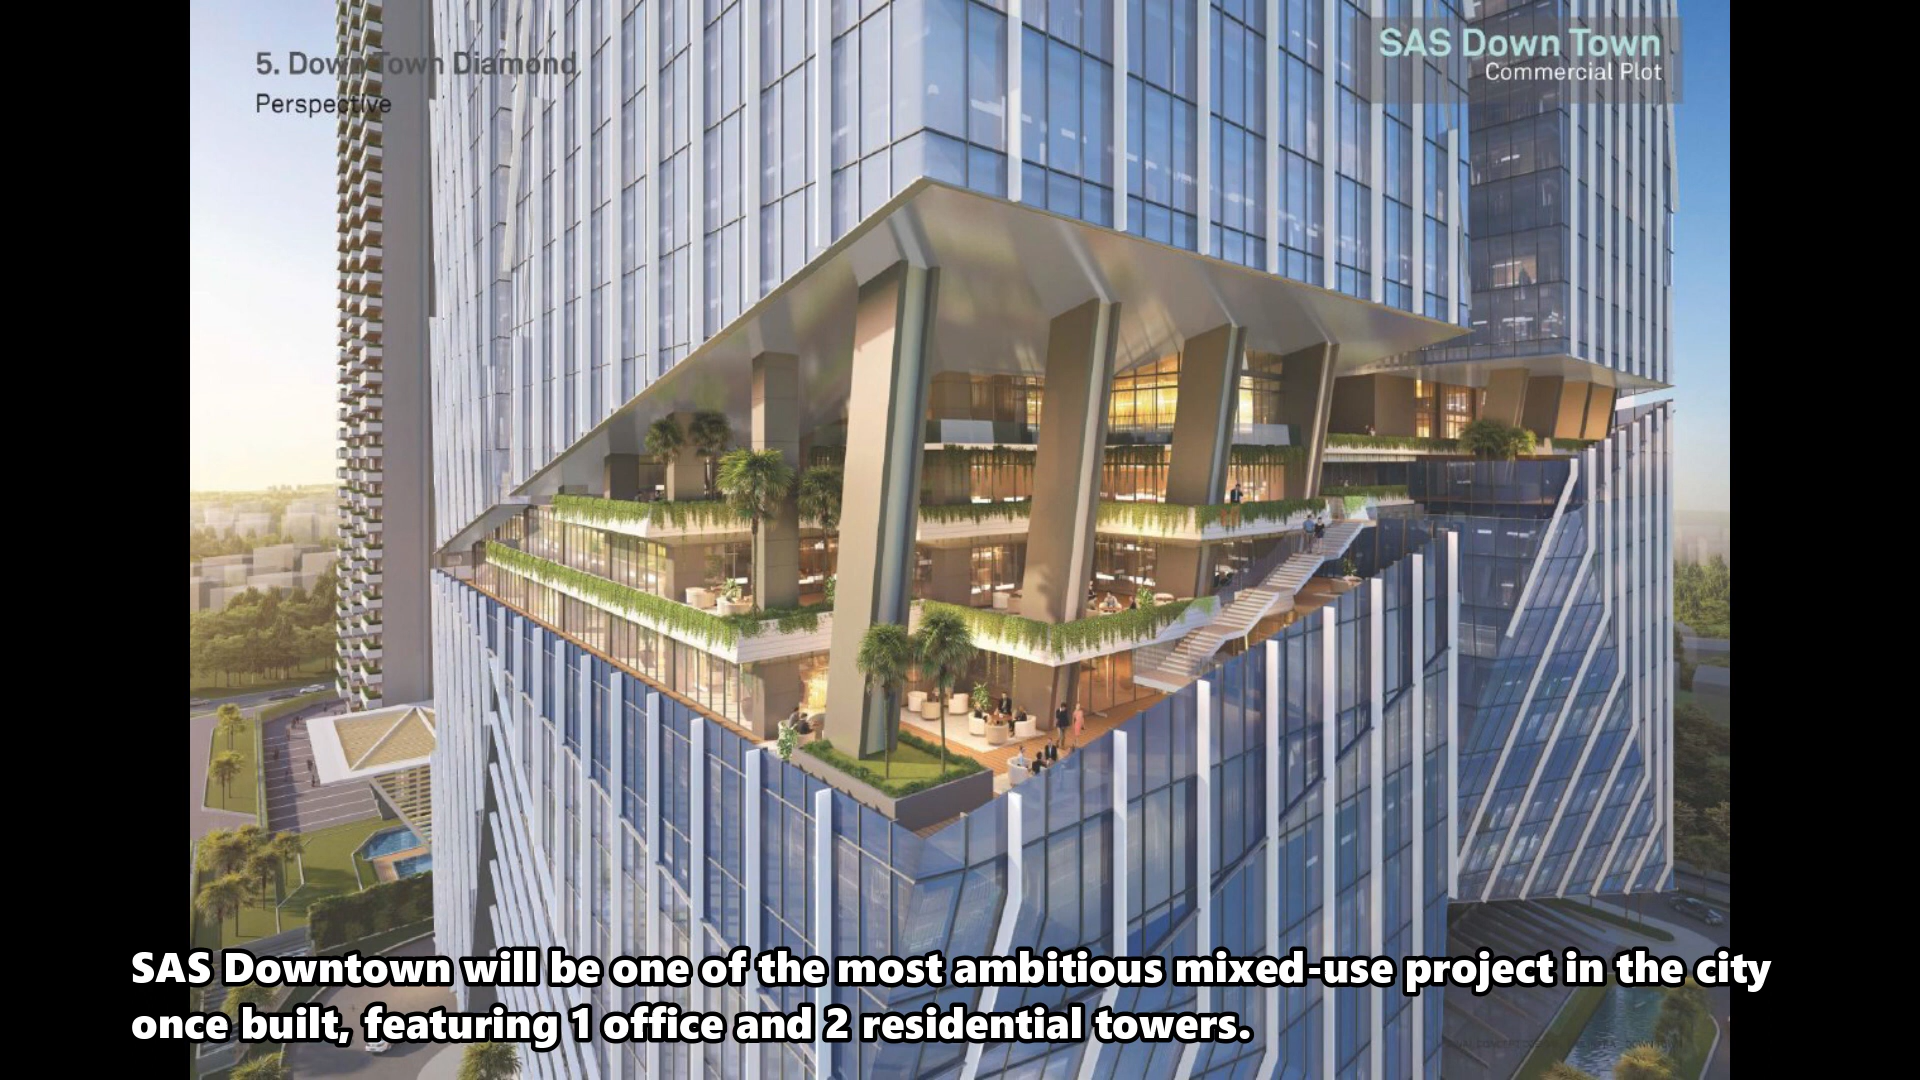 5. Down Town Diamond
Perspective
SAS Down Town
Commercial Plot
SAS Downtown will be one of the most ambitious mixed-use project in the city
once built, featuring 1 office and 2 residential towers.